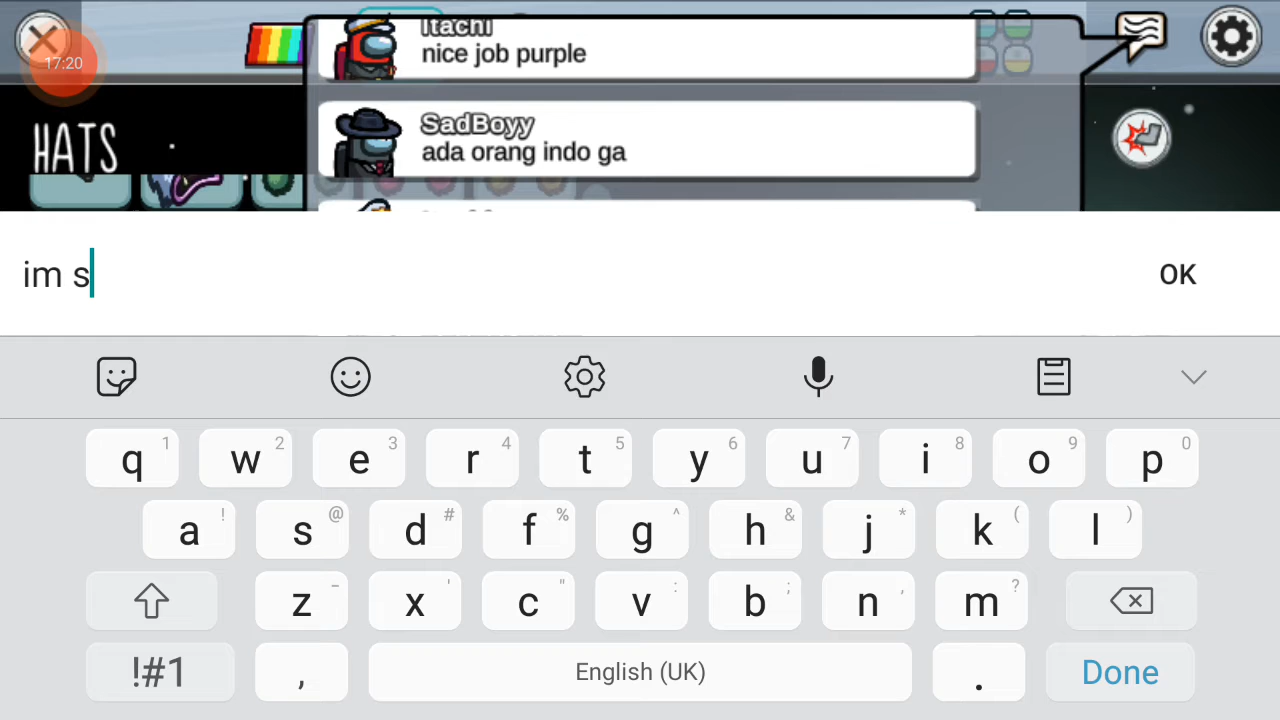 17:20
Itachi
nice job purple
HATS
SadBoyy
ada orang indo ga
im s
OK
q 1 w 2 e 3 r 4 t 5 y 6 u 7 i 8 o 9 p 0
a ! s @ d # f % g ^ h & j * k ( l )
z - x ' c " v : b ; n , m ?
!#1 , English (UK) . Done